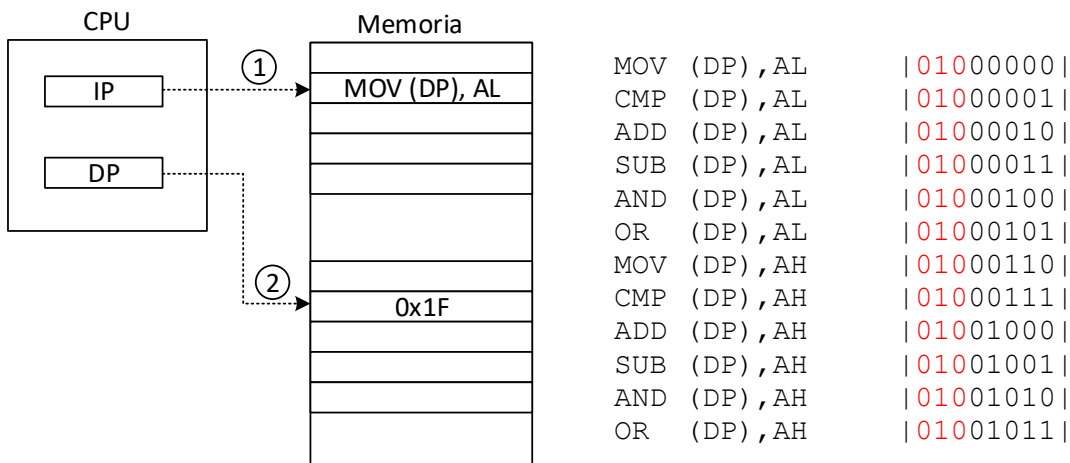 CPU
Memoria
IP
DP
1
MOV (DP), AL
2
0x1F
MOV (DP),AL |01000000|
CMP (DP),AL |01000001|
ADD (DP),AL |01000010|
SUB (DP),AL |01000011|
AND (DP),AL |01000100|
OR (DP),AL |01000101|
MOV (DP),AH |01000110|
CMP (DP),AH |01000111|
ADD (DP),AH |01001000|
SUB (DP),AH |01001001|
AND (DP),AH |01001010|
OR (DP),AH |01001011|